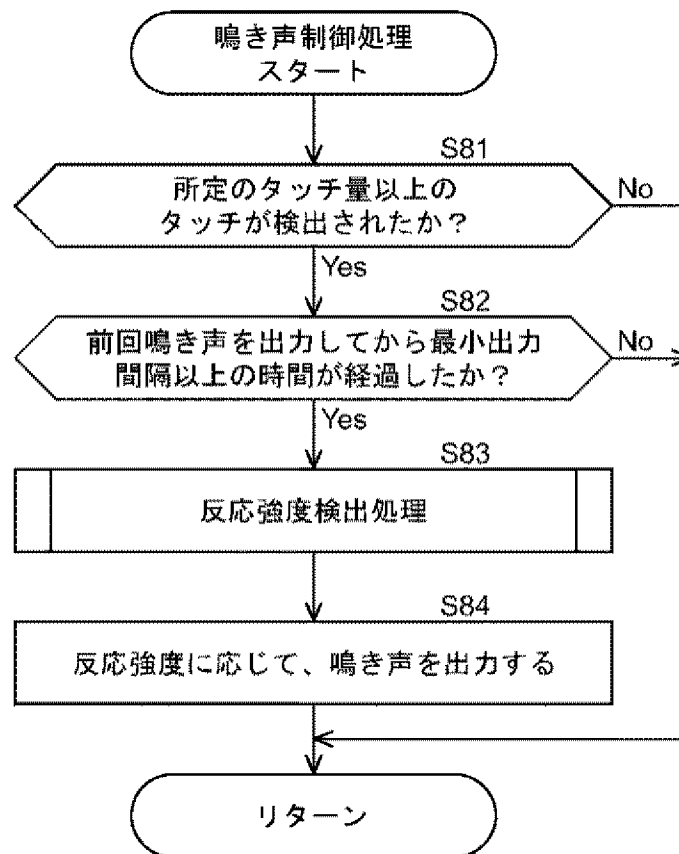 鳴き声制御処理
スタート
S81
所定のタッチ量以上の
タッチが検出されたか？
No
Yes
S82
前回鳴き声を出力してから最小出力
間隔以上の時間が経過したか？
No
Yes
S83
反応強度検出処理
S84
反応強度に応じて、鳴き声を出力する
リターン